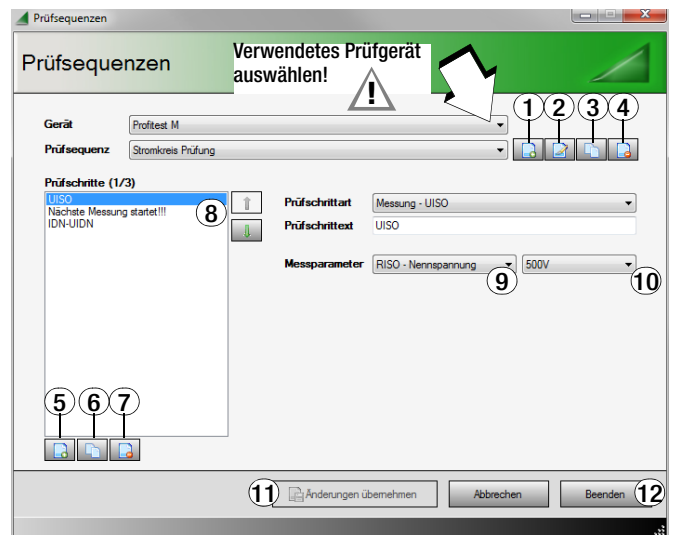 Prüfsequenzen
Prüfsequenzen
Verwendetes Prüfgerät
auswählen!
!
1 2 3 4
Gerät Profitest M
Prüfsequenz Stromkreis Prüfung
Prüfschritte (1/3)
UISO
Nächste Messung startet!!!
IDN-UIDN
8
Prüfschrittart Messung - UISO
Prüfschritttext UISO
Messparameter RISO - Nennspannung 500V
9 10
5 6 7
11 Änderungen übernehmen Abbrechen Beenden 12